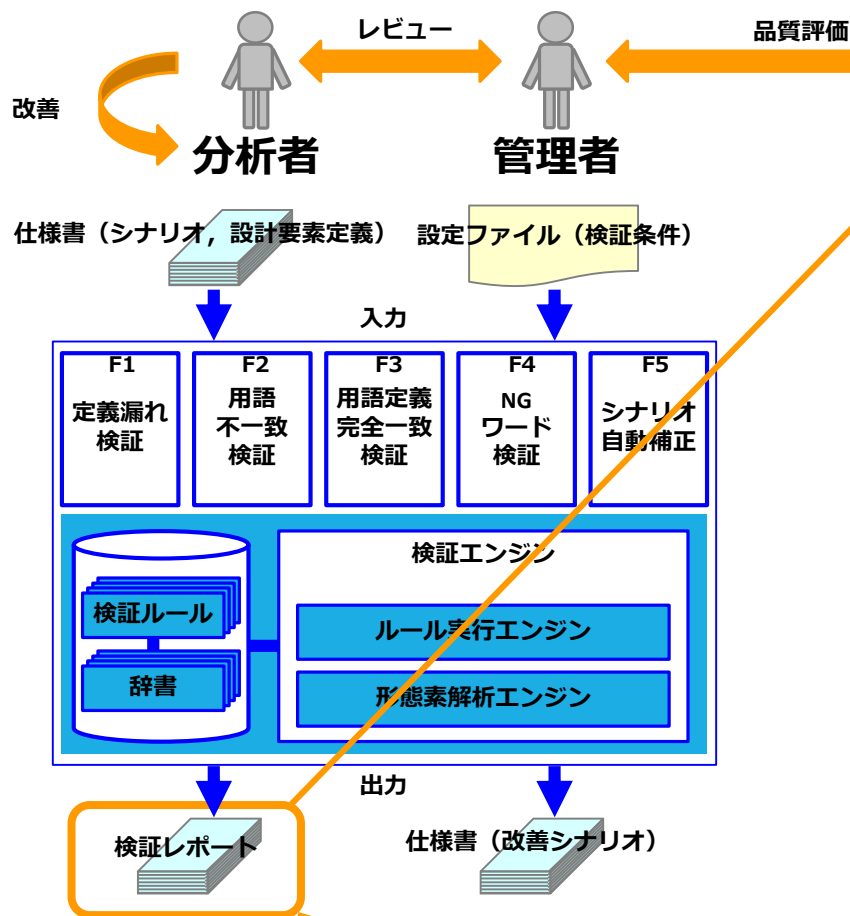 レビュー
品質評価
改善
分析者
管理者
仕様書（シナリオ，設計要素定義）
設定ファイル（検証条件）
入力
F1
定義漏れ
検証
F2
用語
不一致
検証
F3
用語定義
完全一致
検証
F4
NG
ワード
検証
F5
シナリオ
自動補正
検証エンジン
検証ルール
ルール実行エンジン
辞書
形態素解析エンジン
出力
検証レポート
仕様書（改善シナリオ）